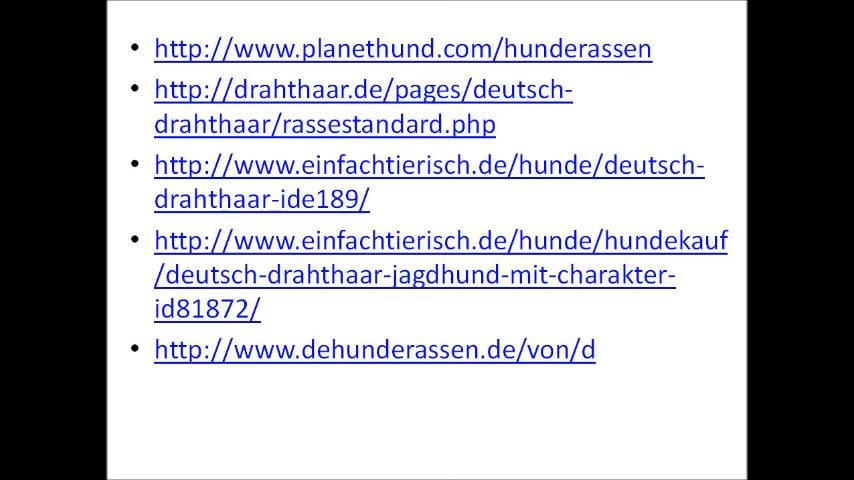 • http://www.planethund.com/hunderassen
• http://drahthaar.de/pages/deutsch-
drahthaar/rassestandard.php
• http://www.einfachtierisch.de/hunde/deutsch-
drahthaar-ide189/
• http://www.einfachtierisch.de/hunde/hundekauf
/deutsch-drahthaar-jagdhund-mit-charakter-
id81872/
• http://www.dehunderassen.de/von/d